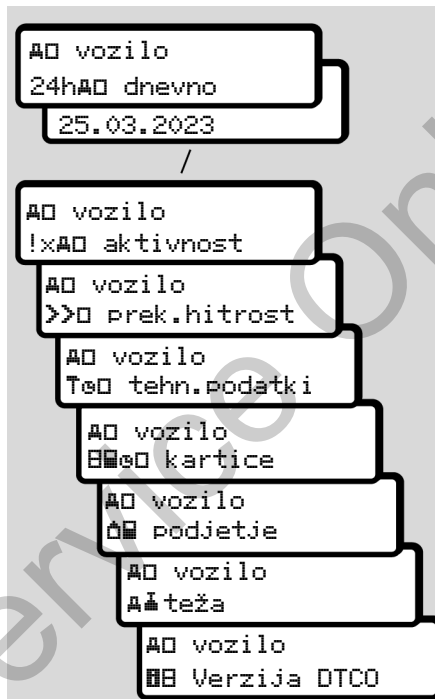 vozilo
24h dnevno
25.03.2023
/
vozilo
!x aktivnost
vozilo
>> prek.hitrost
vozilo
tehn.podatki
vozilo
kartice
vozilo
podjetje
vozilo
teža
vozilo
Verzija DTCO